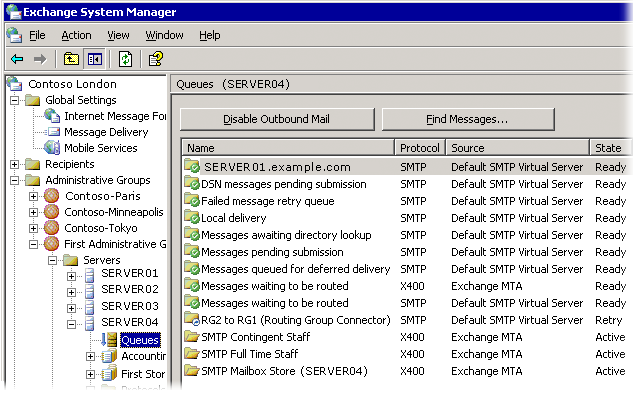 Exchange System Manager
File Action View Window Help
Contoso London
Global Settings
Internet Message For
Message Delivery
Mobile Services
Recipients
Administrative Groups
Contoso-Paris
Contoso-Minneapolis
Contoso-Tokyo
First Administrative G
Servers
SERVER01
SERVER02
SERVER03
SERVER04
Queues
Accountin
First Stor
Queues (SERVER04)
Disable Outbound Mail Find Messages...
Name Protocol Source State
SERVER01.example.com SMTP Default SMTP Virtual Server Ready
DSN messages pending submission SMTP Default SMTP Virtual Server Ready
Failed message retry queue SMTP Default SMTP Virtual Server Ready
Local delivery SMTP Default SMTP Virtual Server Ready
Messages awaiting directory lookup SMTP Default SMTP Virtual Server Ready
Messages pending submission SMTP Default SMTP Virtual Server Ready
Messages queued for deferred delivery SMTP Default SMTP Virtual Server Ready
Messages waiting to be routed X400 Exchange MTA Ready
Messages waiting to be routed SMTP Default SMTP Virtual Server Ready
RG2 to RG1 (Routing Group Connector) SMTP Default SMTP Virtual Server Retry
SMTP Contingent Staff X400 Exchange MTA Active
SMTP Full Time Staff X400 Exchange MTA Active
SMTP Mailbox Store (SERVER04) X400 Exchange MTA Active